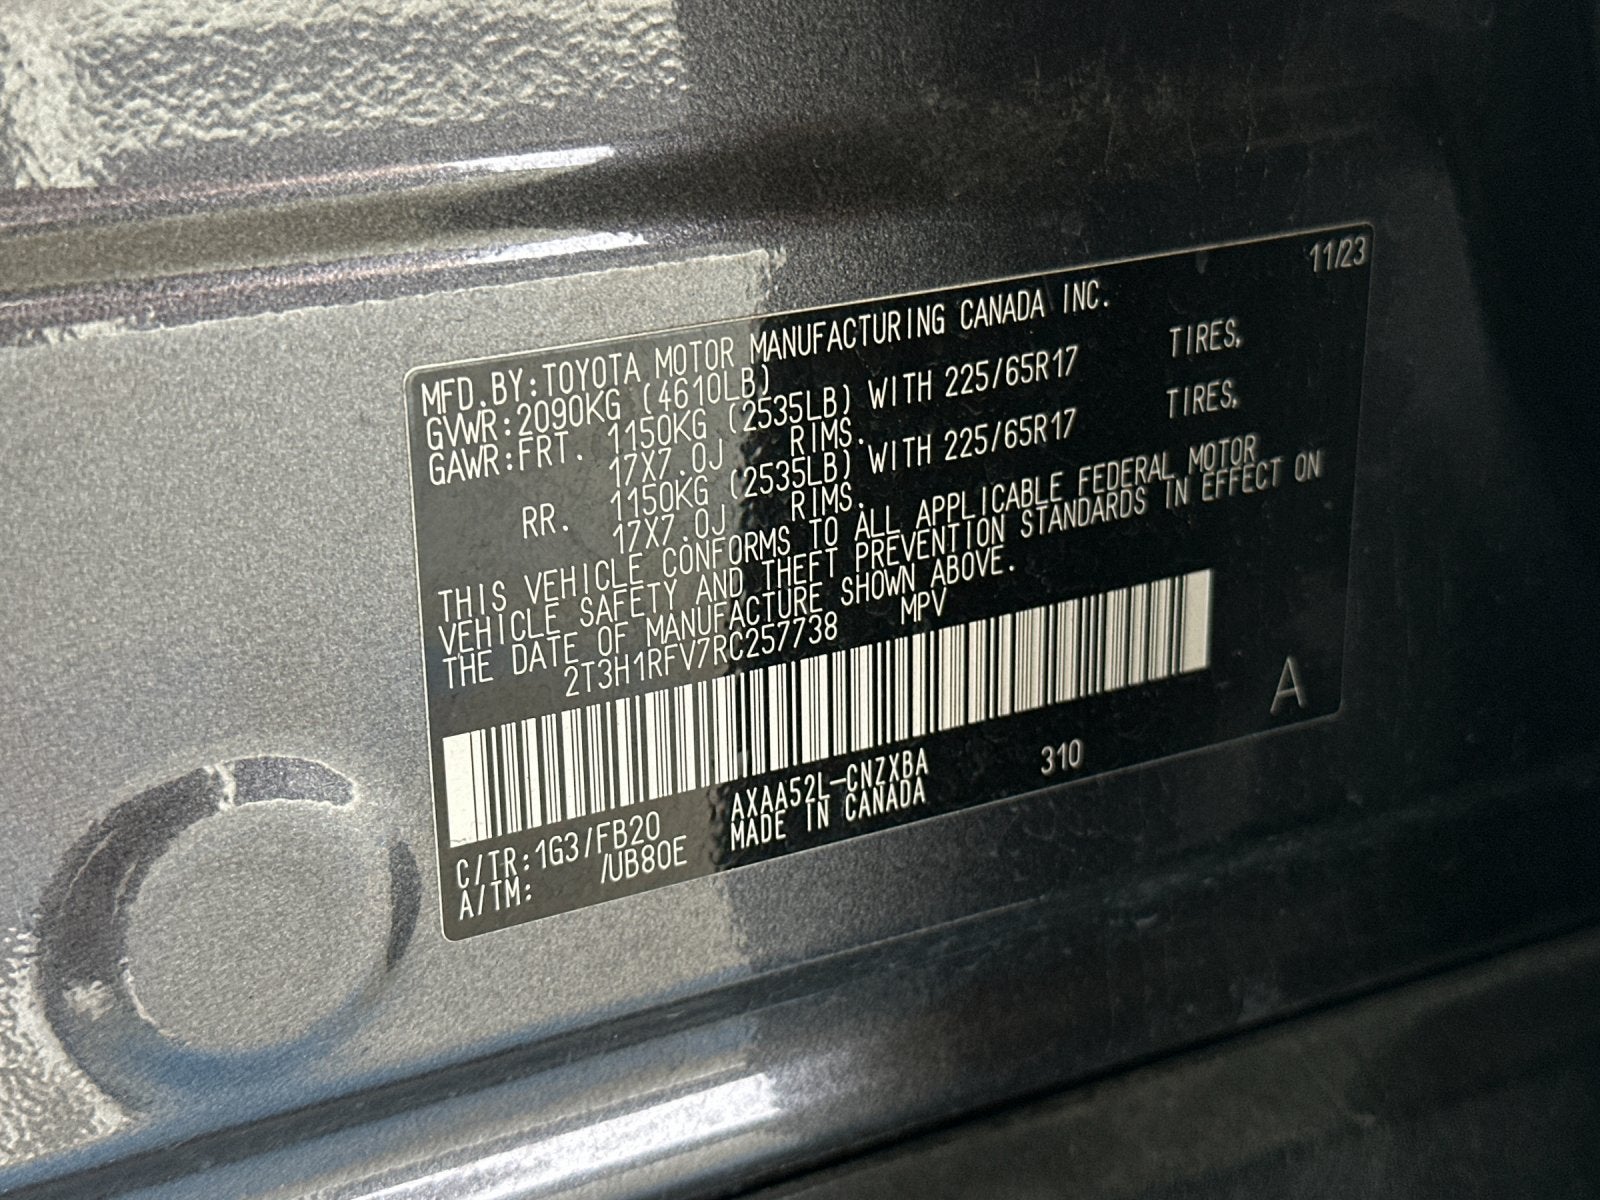 11/23
MFD.BY:TOYOTA MOTOR MANUFACTURING CANADA INC.
GVWR:2090KG (4610LB)
GAWR:FRT. 1150KG (2535LB) WITH 225/65R17 TIRES,
17X7.0J RIMS.
RR. 1150KG (2535LB) WITH 225/65R17 TIRES,
17X7.0J RIMS.
THIS VEHICLE CONFORMS TO ALL APPLICABLE FEDERAL MOTOR
VEHICLE SAFETY AND THEFT PREVENTION STANDARDS IN EFFECT ON
THE DATE OF MANUFACTURE SHOWN ABOVE.
2T3H1RFV7RC257738 MPV
A
C/TR:1G3/FB20 AXAA52L-CNZXBA 310
A/TM: /UB80E MADE IN CANADA